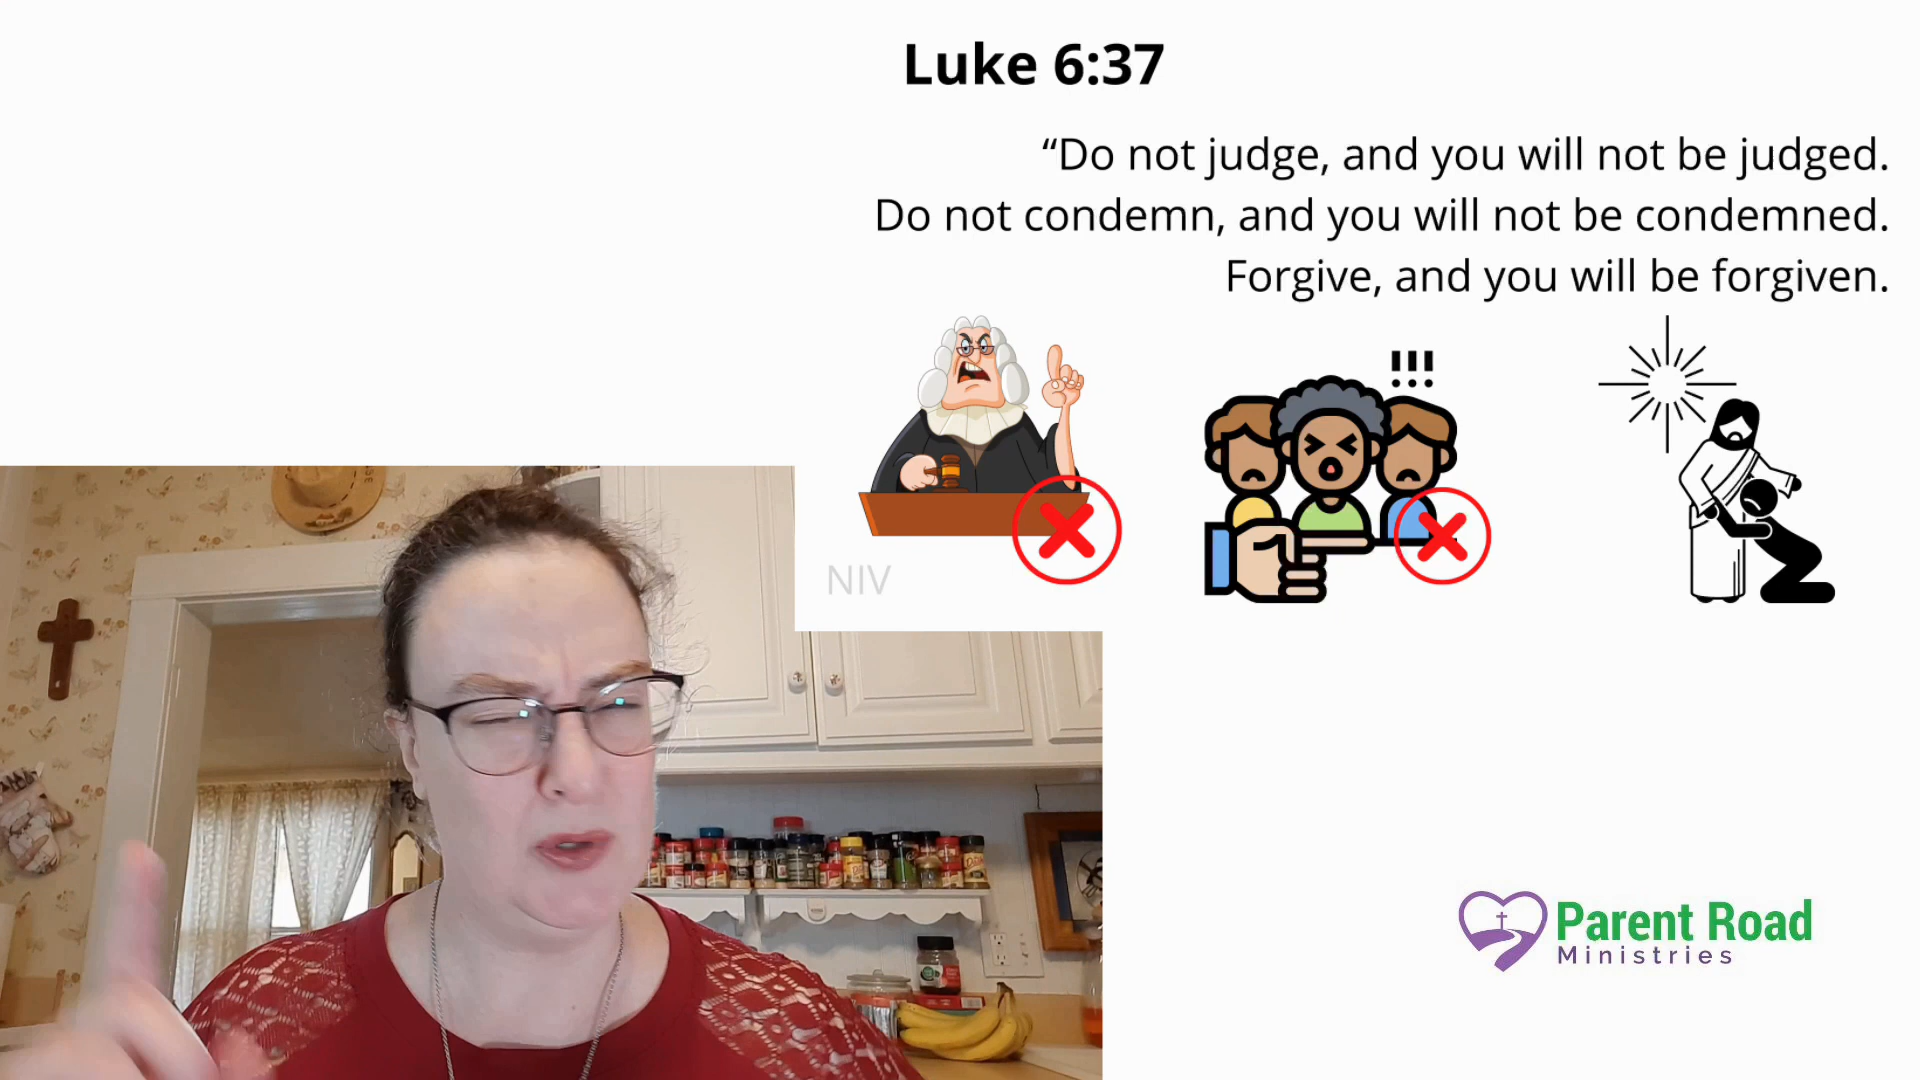 Luke 6:37
“Do not judge, and you will not be judged.
Do not condemn, and you will not be condemned.
Forgive, and you will be forgiven.
!!!
NIV
Parent Road
Ministries